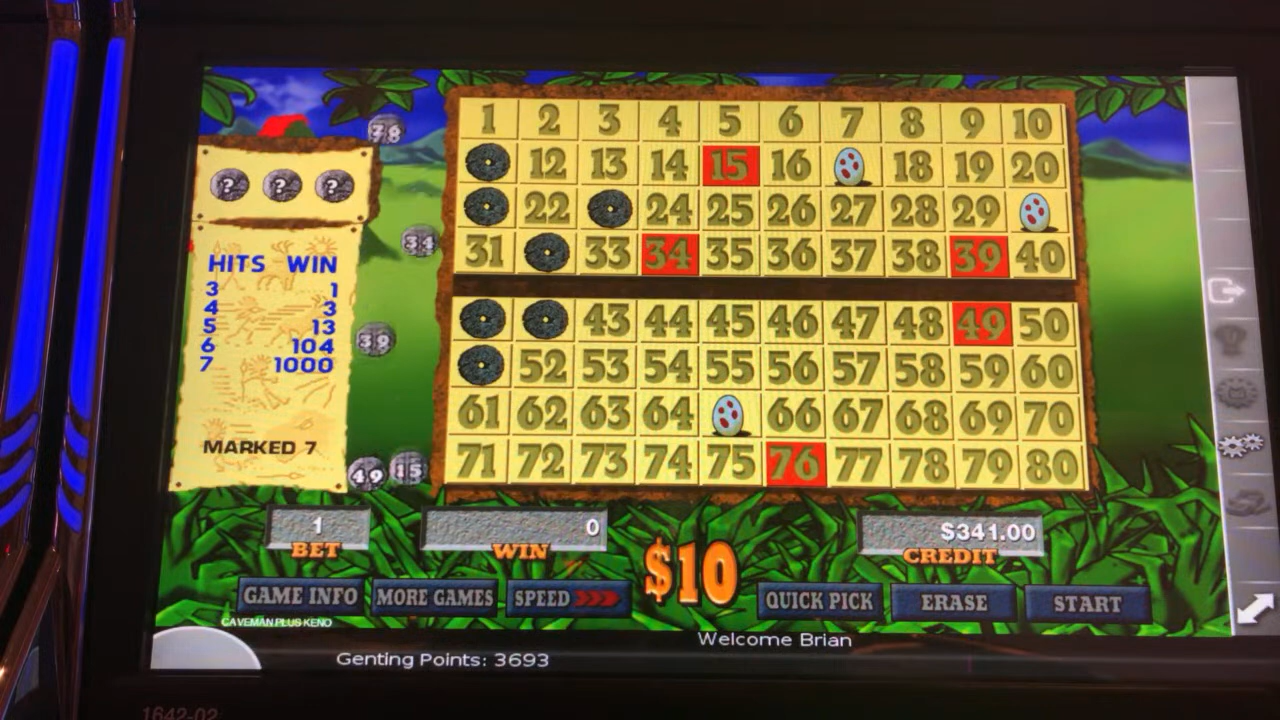 1 2 3 4 5 6 7 8 9 10
12 13 14 15 16 18 19 20
22 24 25 26 27 28 29
31 33 34 35 36 37 38 39 40
43 44 45 46 47 48 49 50
52 53 54 55 56 57 58 59 60
61 62 63 64 66 67 68 69 70
71 72 73 74 75 76 77 78 79 80
? ? ?
HITS WIN
3 1
4 3
5 13
6 104
7 1000
MARKED 7
34
39
49 15
1
BET
0
WIN
$10
$341.00
CREDIT
GAME INFO
MORE GAMES
SPEED
QUICK PICK
ERASE
START
CAVEMAN PLUS KENO
Welcome Brian
Genting Points: 3693
1642-02